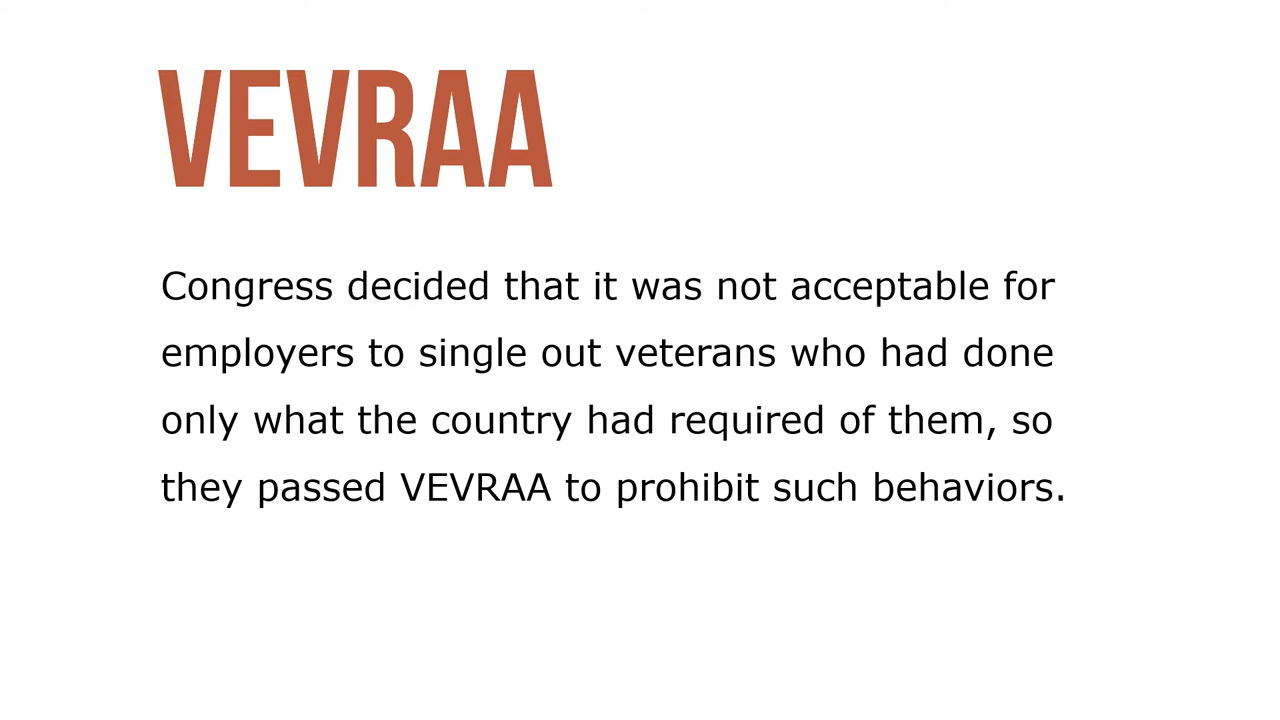 VEVRAA
Congress decided that it was not acceptable for
employers to single out veterans who had done
only what the country had required of them, so
they passed VEVRAA to prohibit such behaviors.